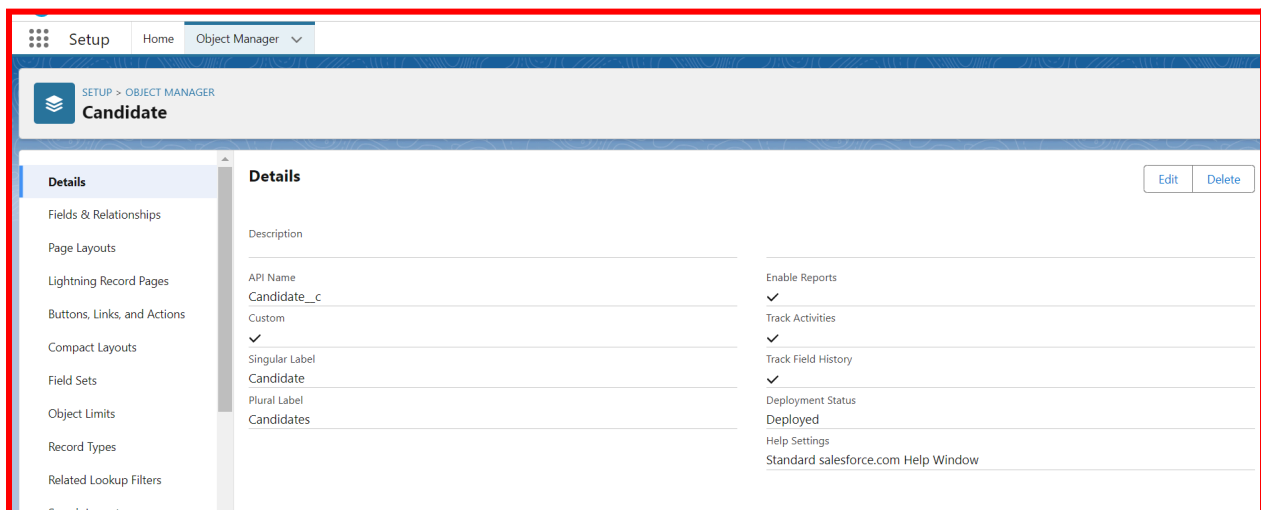 Setup Home Object Manager
SETUP > OBJECT MANAGER
Candidate
Details
Fields & Relationships
Page Layouts
Lightning Record Pages
Buttons, Links, and Actions
Compact Layouts
Field Sets
Object Limits
Record Types
Related Lookup Filters
Details
Edit Delete
Description
API Name
Candidate__c
Custom
Singular Label
Candidate
Plural Label
Candidates
Enable Reports
Track Activities
Track Field History
Deployment Status
Deployed
Help Settings
Standard salesforce.com Help Window